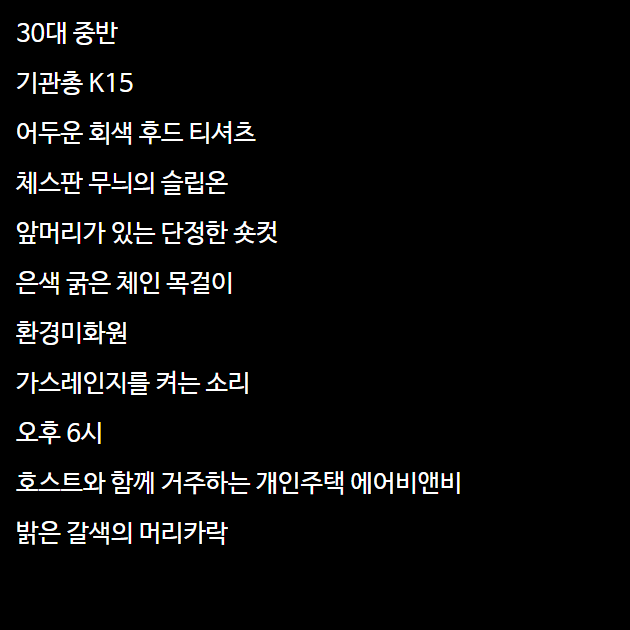 30대 중반
기관총 K15
어두운 회색 후드 티셔츠
체스판 무늬의 슬립온
앞머리가 있는 단정한 숏컷
은색 굵은 체인 목걸이
환경미화원
가스레인지를 켜는 소리
오후 6시
호스트와 함께 거주하는 개인주택 에어비앤비
밝은 갈색의 머리카락